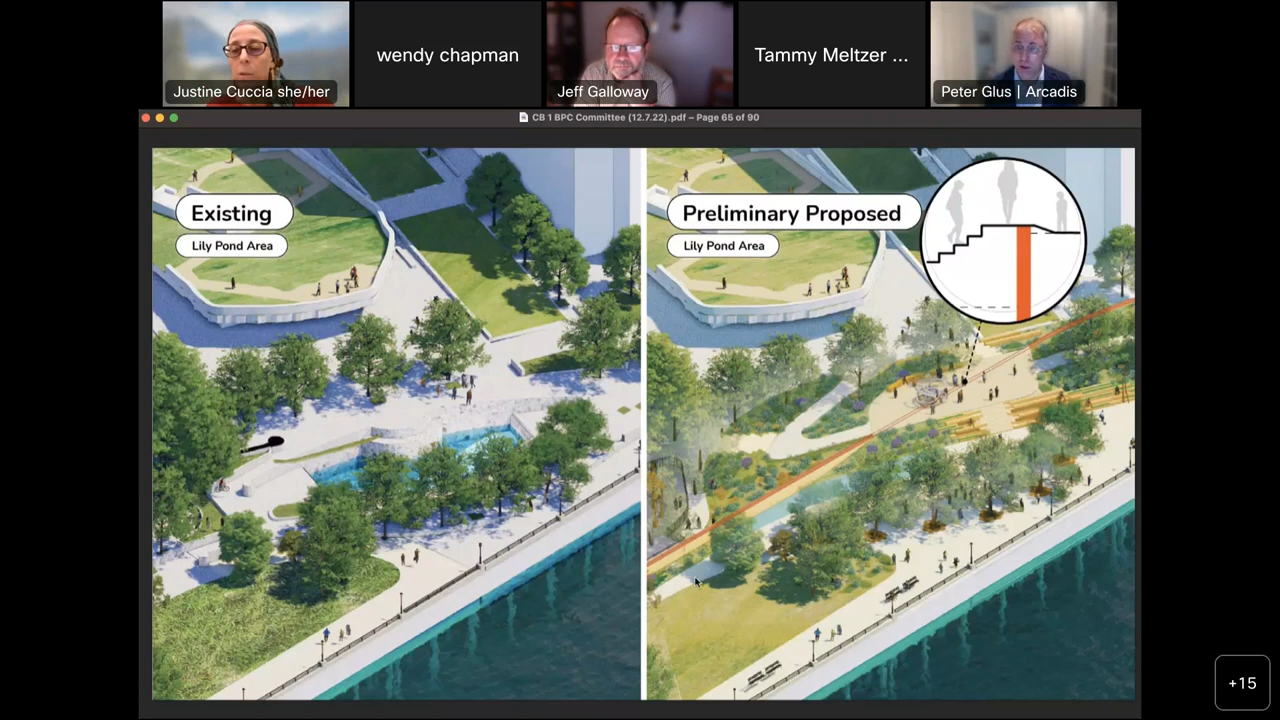 Justine Cuccia she/her
wendy chapman
Jeff Galloway
Tammy Meltzer ...
Peter Glus | Arcadis
CB 1 BPC Committee (12.7.22).pdf – Page 65 of 90
Existing
Lily Pond Area
Preliminary Proposed
Lily Pond Area
+15